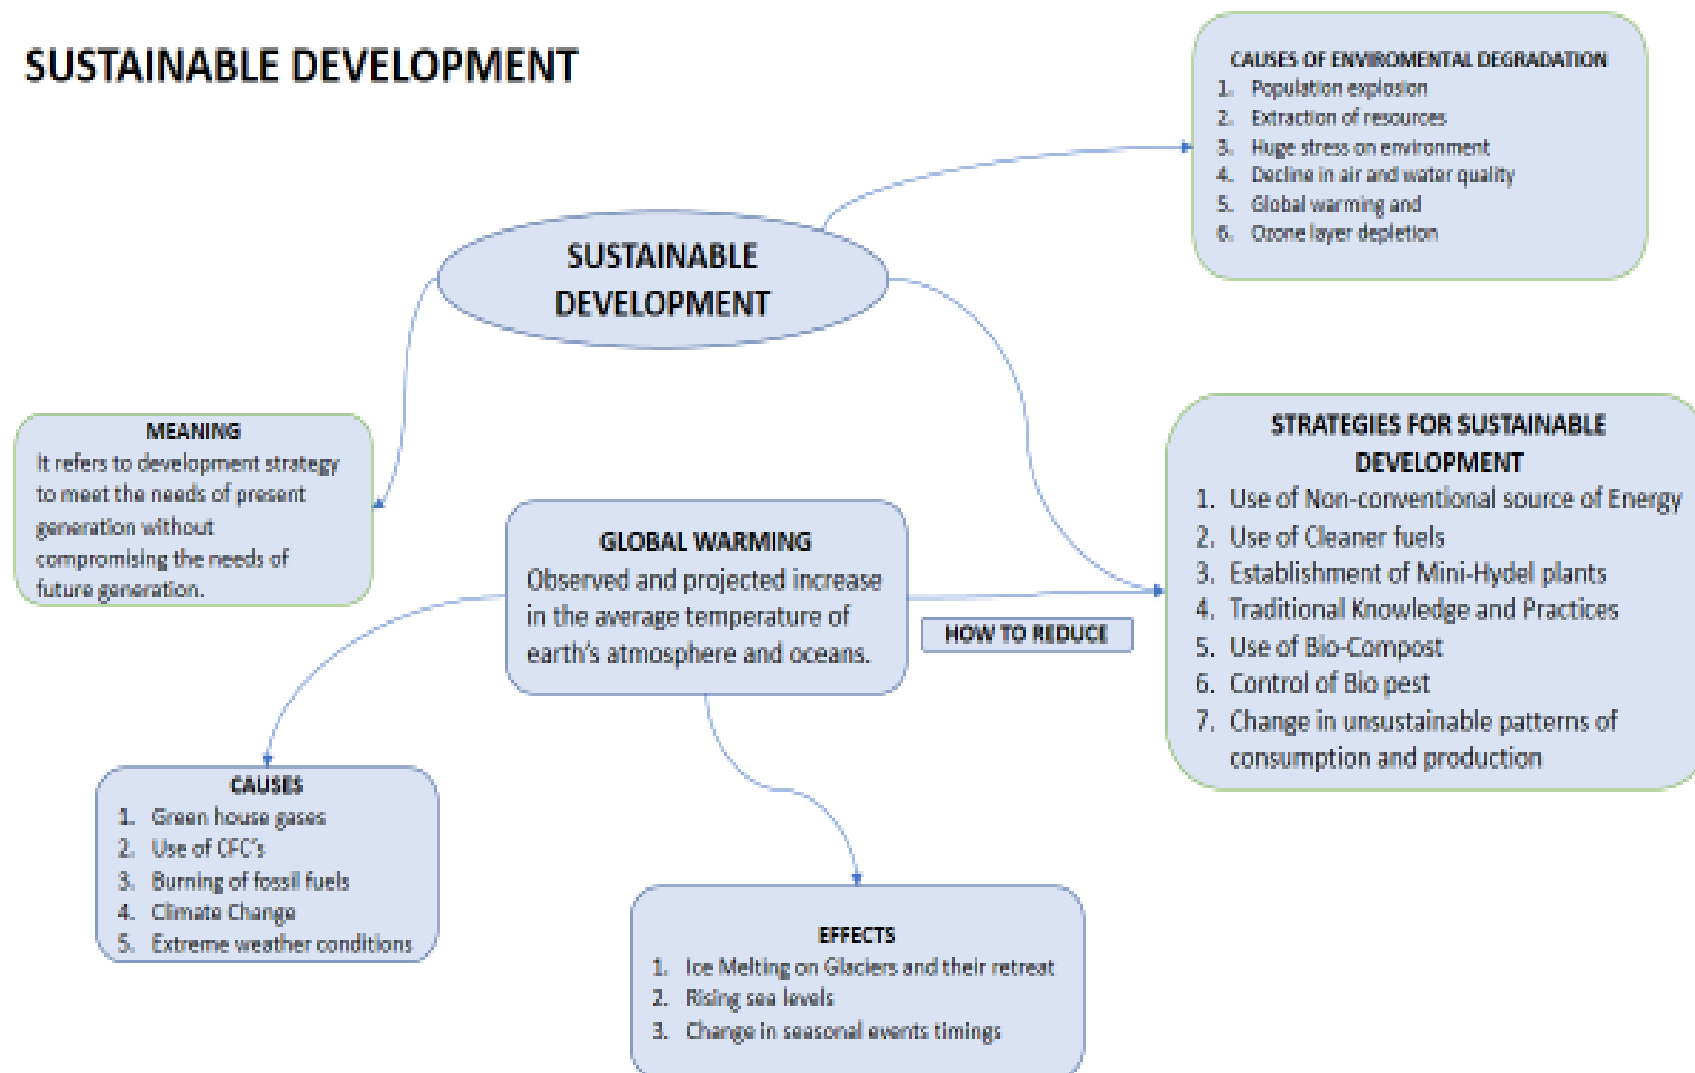 SUSTAINABLE DEVELOPMENT
CAUSES OF ENVIROMENTAL DEGRADATION
1. Population explosion
2. Extraction of resources
3. Huge stress on environment
4. Decline in air and water quality
5. Global warming and
6. Ozone layer depletion
SUSTAINABLE
DEVELOPMENT
MEANING
It refers to development strategy
to meet the needs of present
generation without
compromising the needs of
future generation.
GLOBAL WARMING
Observed and projected increase
in the average temperature of
earth's atmosphere and oceans.
HOW TO REDUCE
STRATEGIES FOR SUSTAINABLE
DEVELOPMENT
1. Use of Non-conventional source of Energy
2. Use of Cleaner fuels
3. Establishment of Mini-Hydel plants
4. Traditional Knowledge and Practices
5. Use of Bio-Compost
6. Control of Bio pest
7. Change in unsustainable patterns of
consumption and production
CAUSES
1. Green house gases
2. Use of CFC's
3. Burning of fossil fuels
4. Climate Change
5. Extreme weather conditions
EFFECTS
1. Ice Melting on Glaciers and their retreat
2. Rising sea levels
3. Change in seasonal events timings